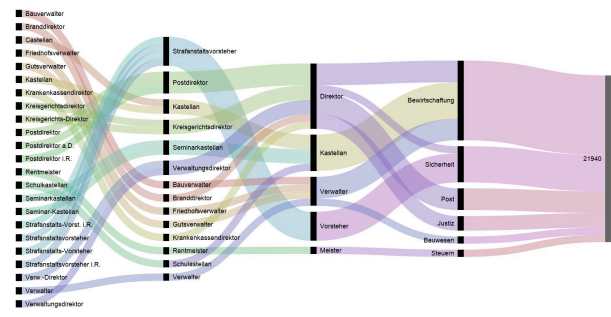 Bauverwalter
Branddirektor
Castellan
Friedhofsverwalter
Gutsverwalter
Kastellan
Krankenkassendirektor
Kreisgerichtsdirektor
Kreisgerichts-Direktor
Postdirektor
Postdirektor a.D.
Postdirektor i.R.
Rentmeister
Schulkastellan
Seminarkastellan
Seminar-Kastellan
Strafanstalts-Vorst. i.R.
Strafanstaltsvorsteher
Strafanstalts-Vorsteher
Strafanstaltsvorsteher i.R.
Verw.-Direktor
Verwalter
Verwaltungsdirektor
Strafanstaltsvorsteher
Postdirektor
Kastellan
Kreisgerichtsdirektor
Seminarkastellan
Verwaltungsdirektor
Bauverwalter
Branddirektor
Friedhofsverwalter
Gutsverwalter
Krankenkassendirektor
Rentmeister
Schulastellan
Verwalter
Direktor
Kastellan
Verwalter
Vorsteher
Meister
Bewirtschaftung
Sicherheit
Post
Justiz
Bauwesen
Steuern
21940